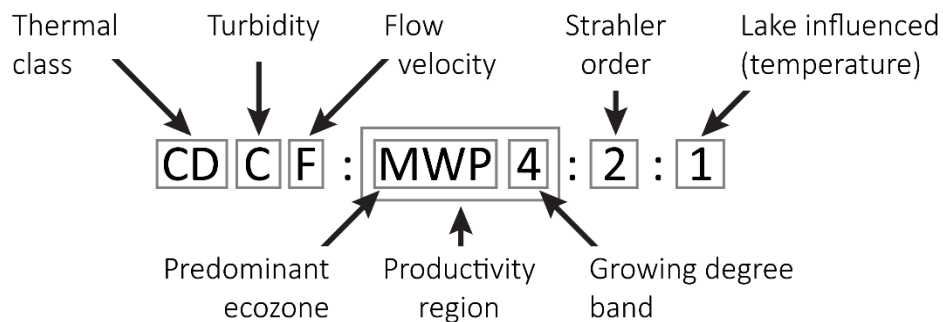 Thermal class
Turbidity
Flow velocity
Strahler order
Lake influenced (temperature)
CD C F : MWP 4 : 2 : 1
Predominant ecozone
Productivity region
Growing degree band